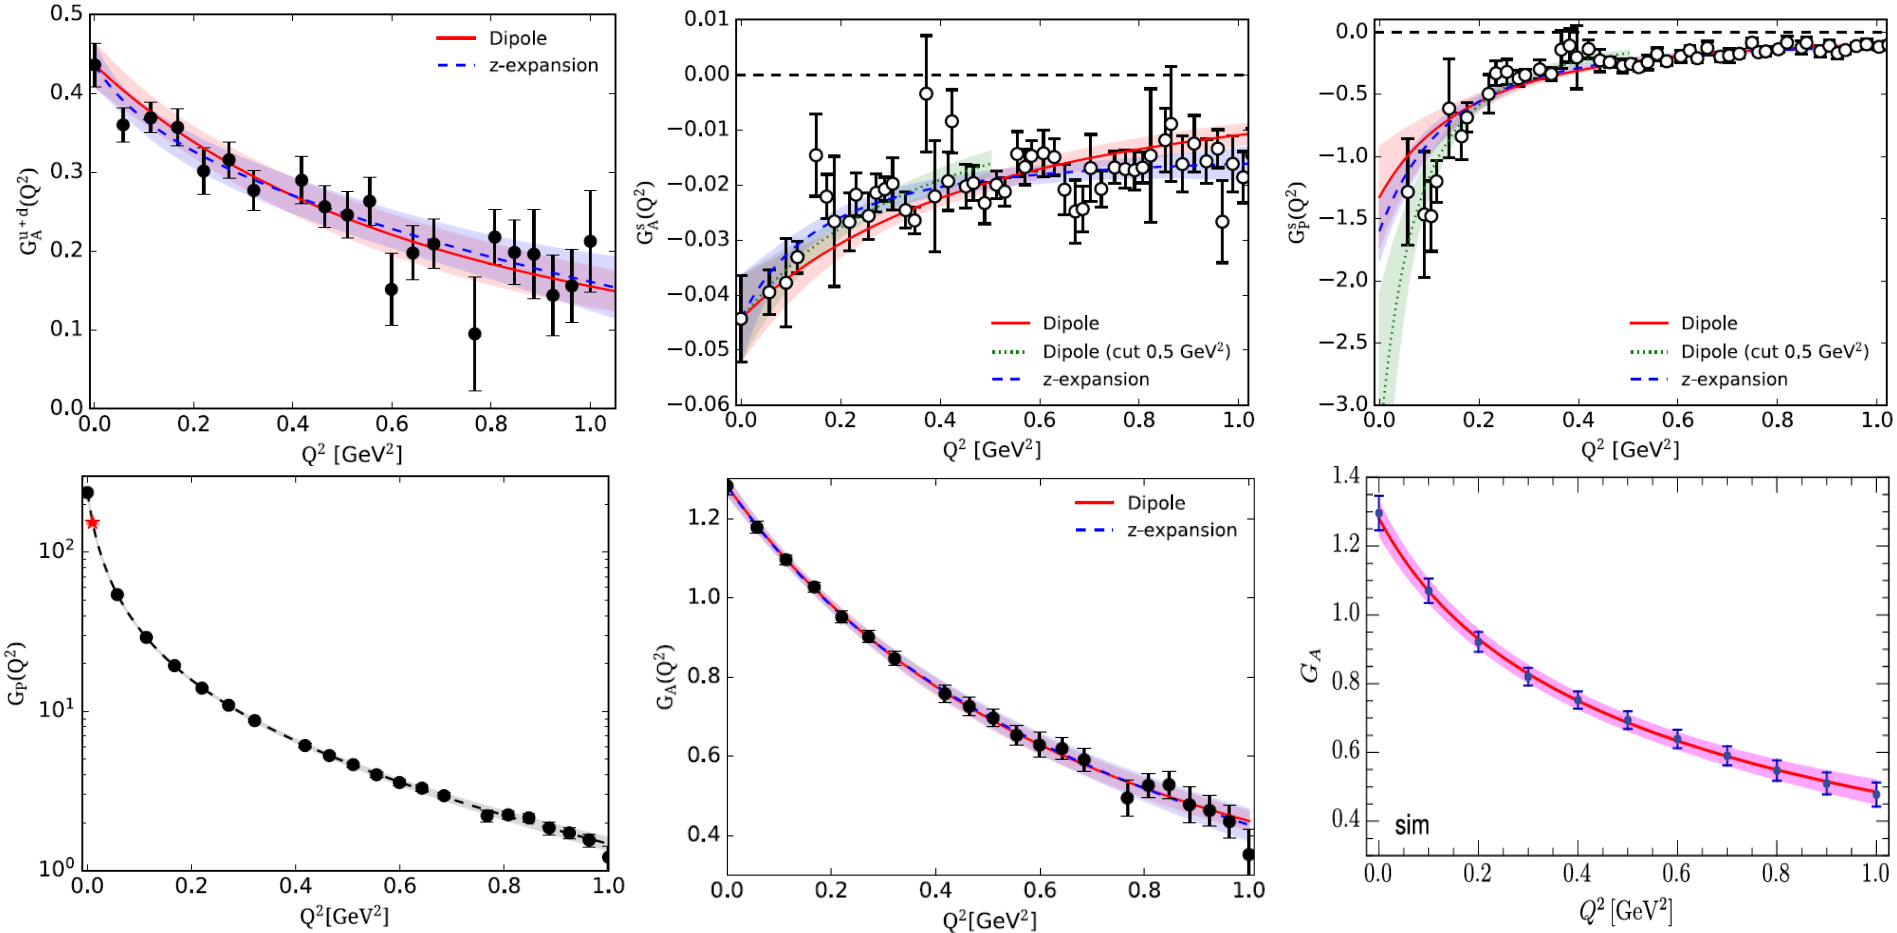 0.5
0.4
0.3
0.2
0.1
0.0
G_A^{u+d}(Q²)
Dipole
z-expansion
0.0 0.2 0.4 0.6 0.8 1.0
Q² [GeV²]
0.01
0.00
−0.01
−0.02
−0.03
−0.04
−0.05
−0.06
G_A^s(Q²)
Dipole
Dipole (cut 0.5 GeV²)
z-expansion
0.0 0.2 0.4 0.6 0.8 1.0
Q² [GeV²]
0.0
−0.5
−1.0
−1.5
−2.0
−2.5
−3.0
G_P^s(Q²)
Dipole
Dipole (cut 0.5 GeV²)
z-expansion
0.0 0.2 0.4 0.6 0.8 1.0
Q² [GeV²]
10²
10¹
10⁰
G_P(Q²)
0.0 0.2 0.4 0.6 0.8 1.0
Q²[GeV²]
1.2
1.0
0.8
0.6
0.4
G_A(Q²)
Dipole
z-expansion
0.0 0.2 0.4 0.6 0.8 1.0
Q²[GeV²]
1.4
1.2
1.0
0.8
0.6
0.4
G_A
sim
0.0 0.2 0.4 0.6 0.8 1.0
Q² [GeV²]